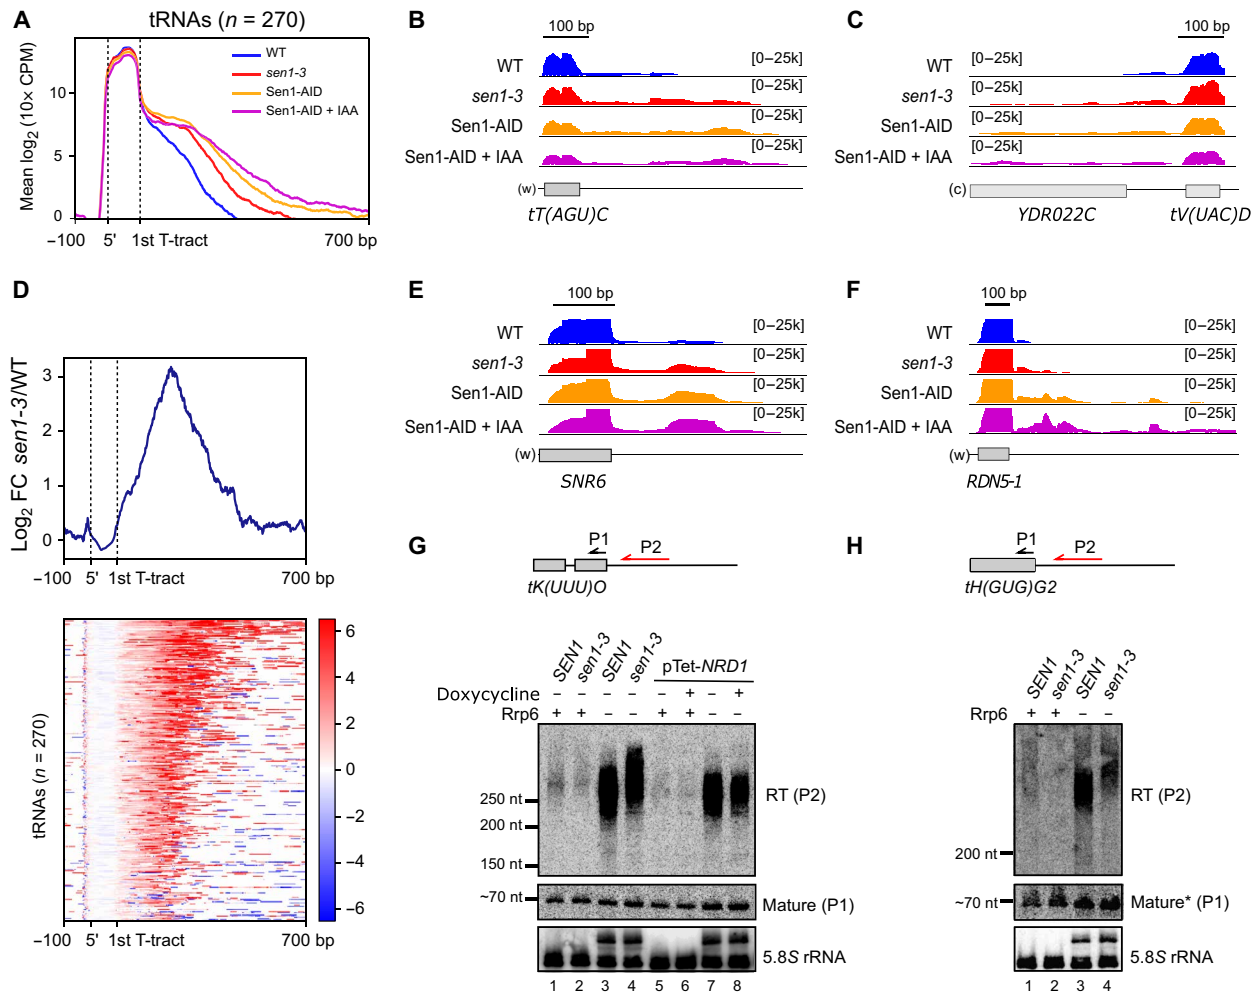 A
tRNAs (n = 270)
Mean log2 (10× CPM)
10
5
0
WT
sen1-3
Sen1-AID
Sen1-AID + IAA
−100
5'
1st T-tract
700 bp
B
100 bp
WT
[0−25k]
sen1-3
[0−25k]
Sen1-AID
[0−25k]
Sen1-AID + IAA
[0−25k]
(w)
tT(AGU)C
C
100 bp
WT
[0−25k]
sen1-3
[0−25k]
Sen1-AID
[0−25k]
Sen1-AID + IAA
[0−25k]
(c)
YDR022C
tV(UAC)D
D
Log2 FC sen1-3/WT
3
2
1
0
−100
5'
1st T-tract
700 bp
tRNAs (n = 270)
6
4
2
0
−2
−4
−6
−100
5'
1st T-tract
700 bp
E
100 bp
WT
[0−25k]
sen1-3
[0−25k]
Sen1-AID
[0−25k]
Sen1-AID + IAA
[0−25k]
(w)
SNR6
F
100 bp
WT
[0−25k]
sen1-3
[0−25k]
Sen1-AID
[0−25k]
Sen1-AID + IAA
[0−25k]
(w)
RDN5-1
G
P1
P2
tK(UUU)O
SEN1
sen1-3
SEN1
sen1-3
pTet-NRD1
Doxycycline − − − − − + − +
Rrp6 + + − − + + − −
250 nt
200 nt
150 nt
RT (P2)
~70 nt
Mature (P1)
5.8S rRNA
1 2 3 4 5 6 7 8
H
P1
P2
tH(GUG)G2
SEN1
sen1-3
SEN1
sen1-3
Rrp6 + + − −
200 nt
RT (P2)
~70 nt
Mature* (P1)
5.8S rRNA
1 2 3 4